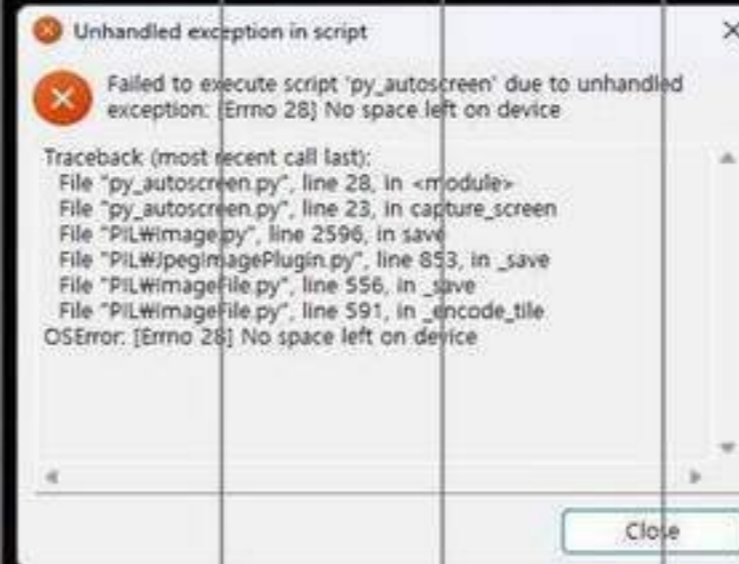 Unhandled exception in script
Failed to execute script 'py_autoscreen' due to unhandled
exception: [Errno 28] No space left on device
Traceback (most recent call last):
File "py_autoscreen.py", line 28, in <module>
File "py_autoscreen.py", line 23, in capture_screen
File "PIL₩Image.py", line 2596, in save
File "PIL₩JpegImagePlugin.py", line 853, in _save
File "PIL₩ImageFile.py", line 556, in _save
File "PIL₩ImageFile.py", line 591, in _encode_tile
OSError: [Errno 28] No space left on device
Close